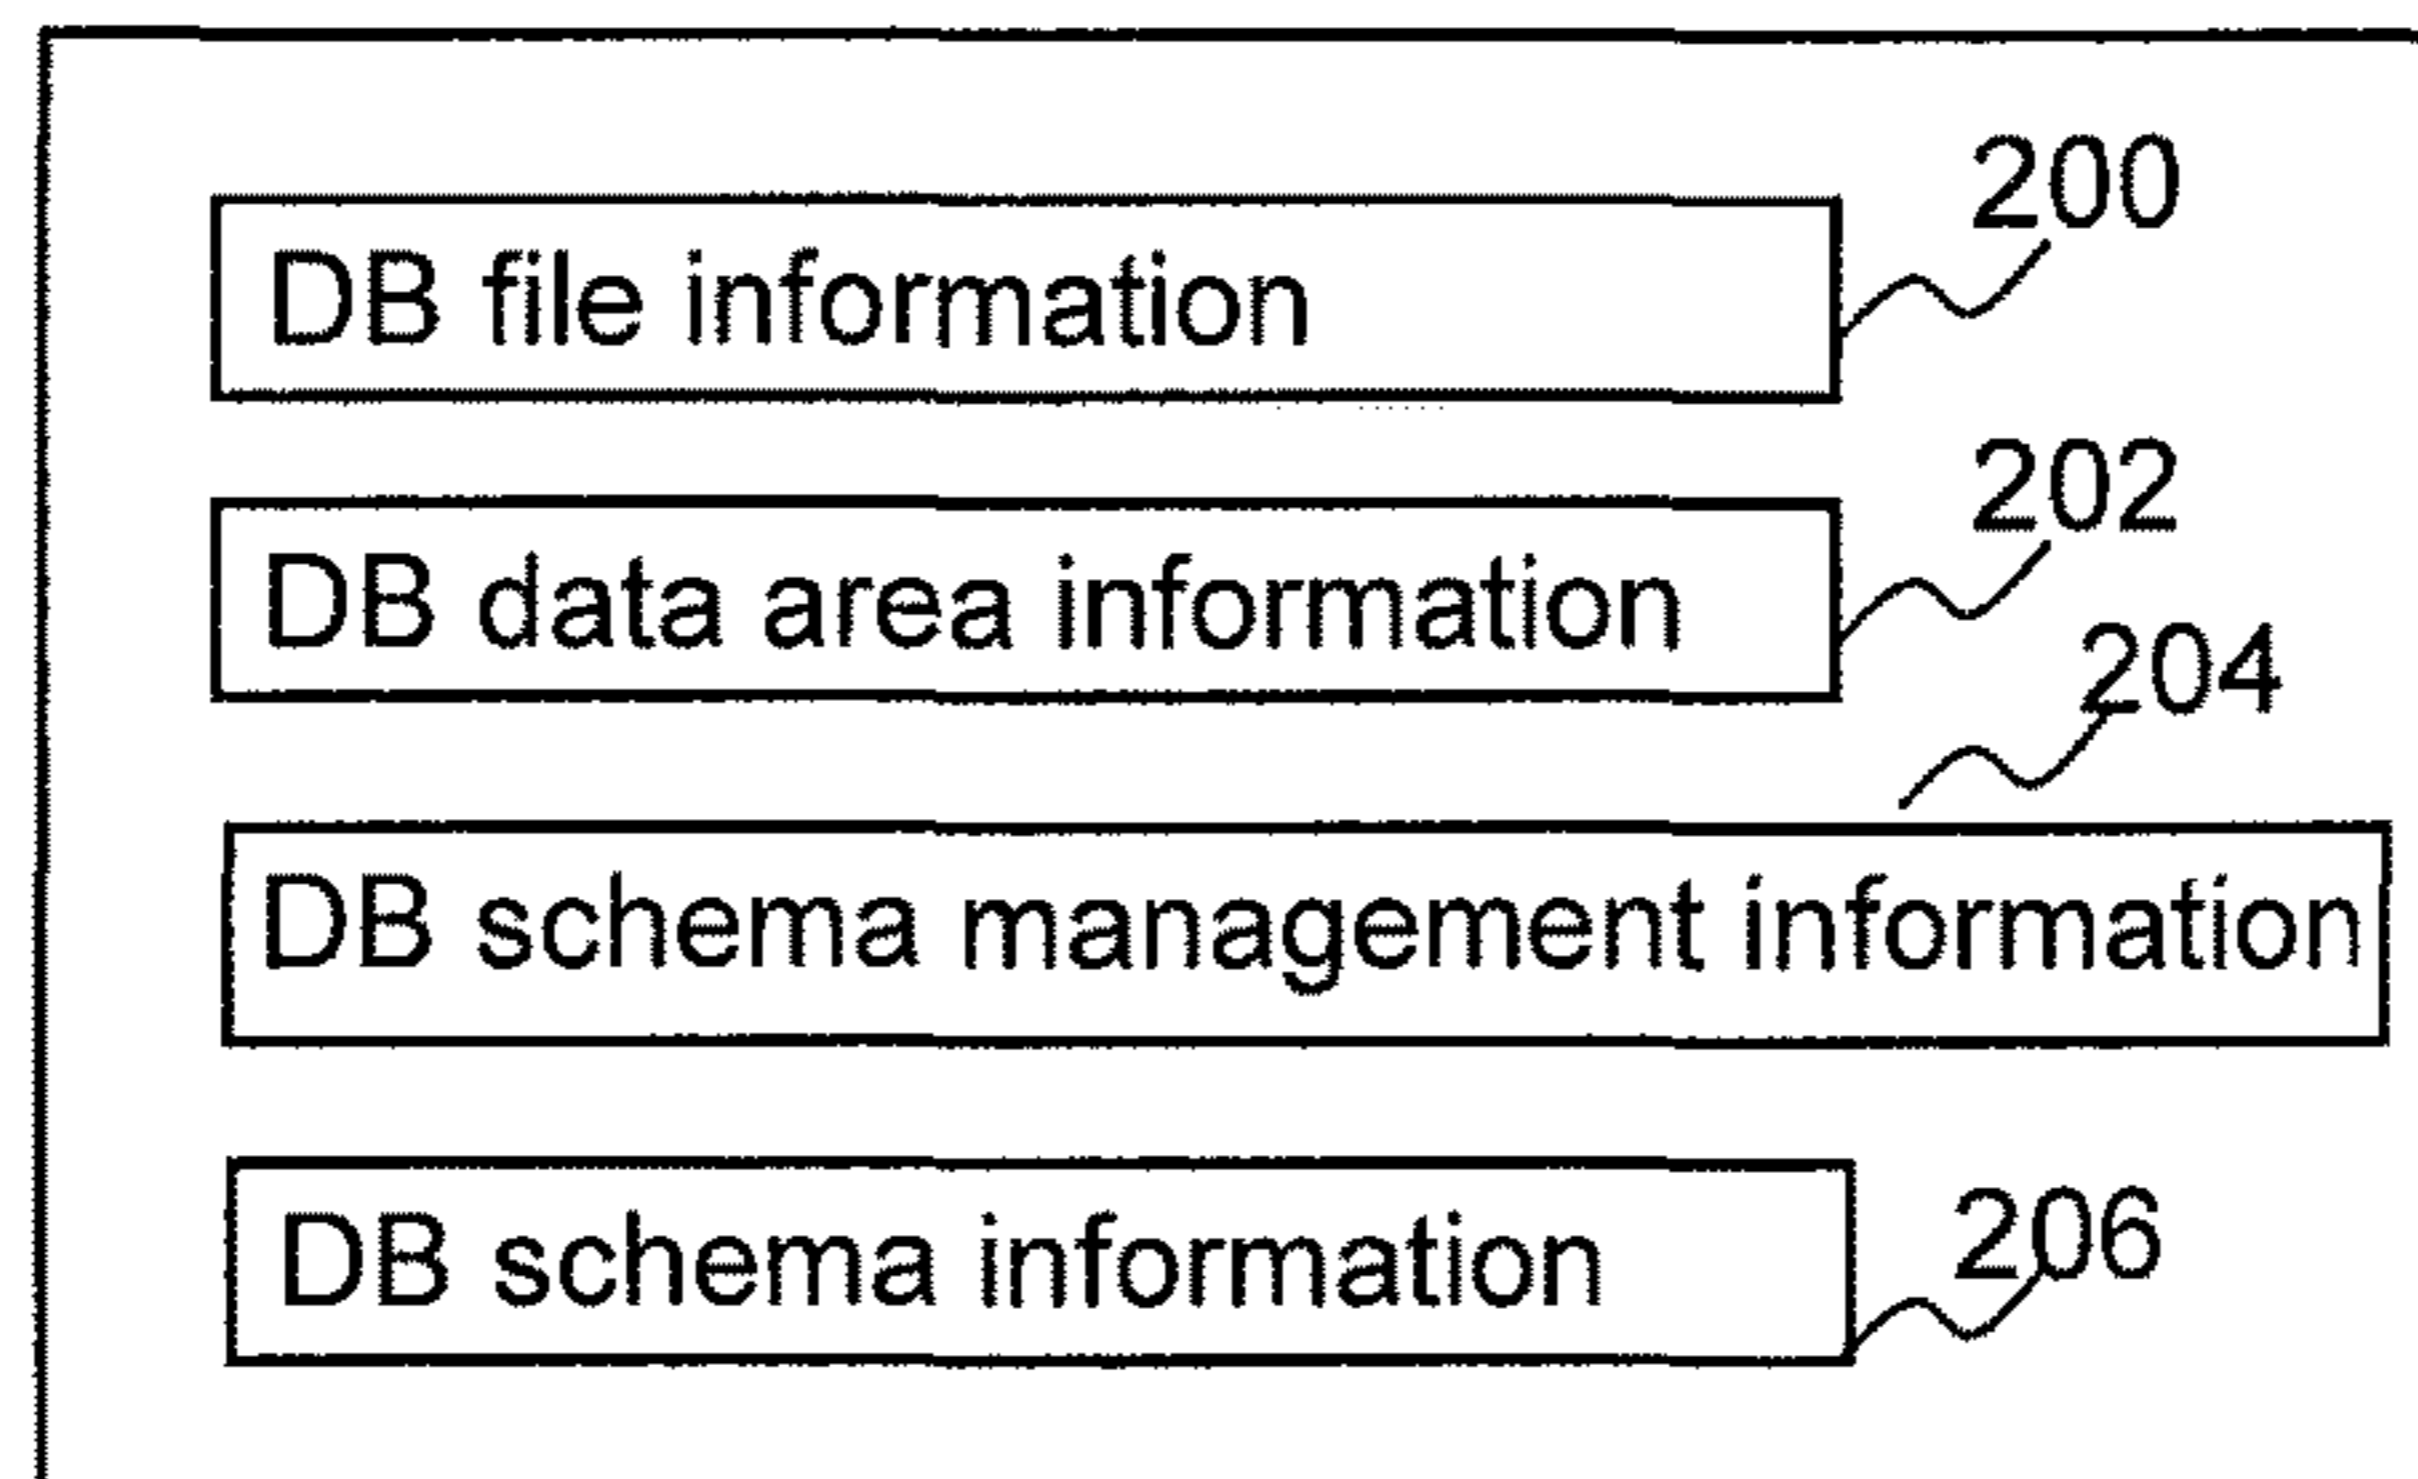 200
DB file information
202
DB data area information
204
DB schema management information
DB schema information
206